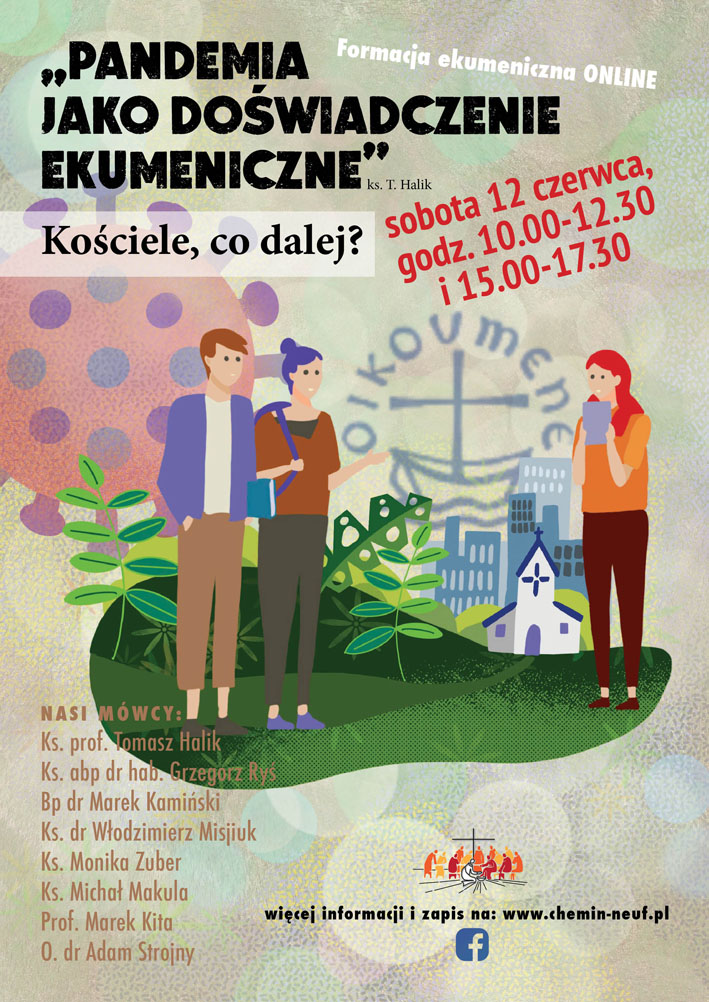 Formacja ekumeniczna ONLINE
„PANDEMIA
JAKO DOŚWIADCZENIE
EKUMENICZNE”
ks. T. Halik
Kościele, co dalej?
sobota 12 czerwca,
godz. 10.00-12.30
i 15.00-17.30
OIKOUMENE
NASI MÓWCY:
Ks. prof. Tomasz Halik
Ks. abp dr hab. Grzegorz Ryś
Bp dr Marek Kamiński
Ks. dr Włodzimierz Misjiuk
Ks. Monika Zuber
Ks. Michał Makula
Prof. Marek Kita
O. dr Adam Strojny
więcej informacji i zapis na: www.chemin-neuf.pl
f